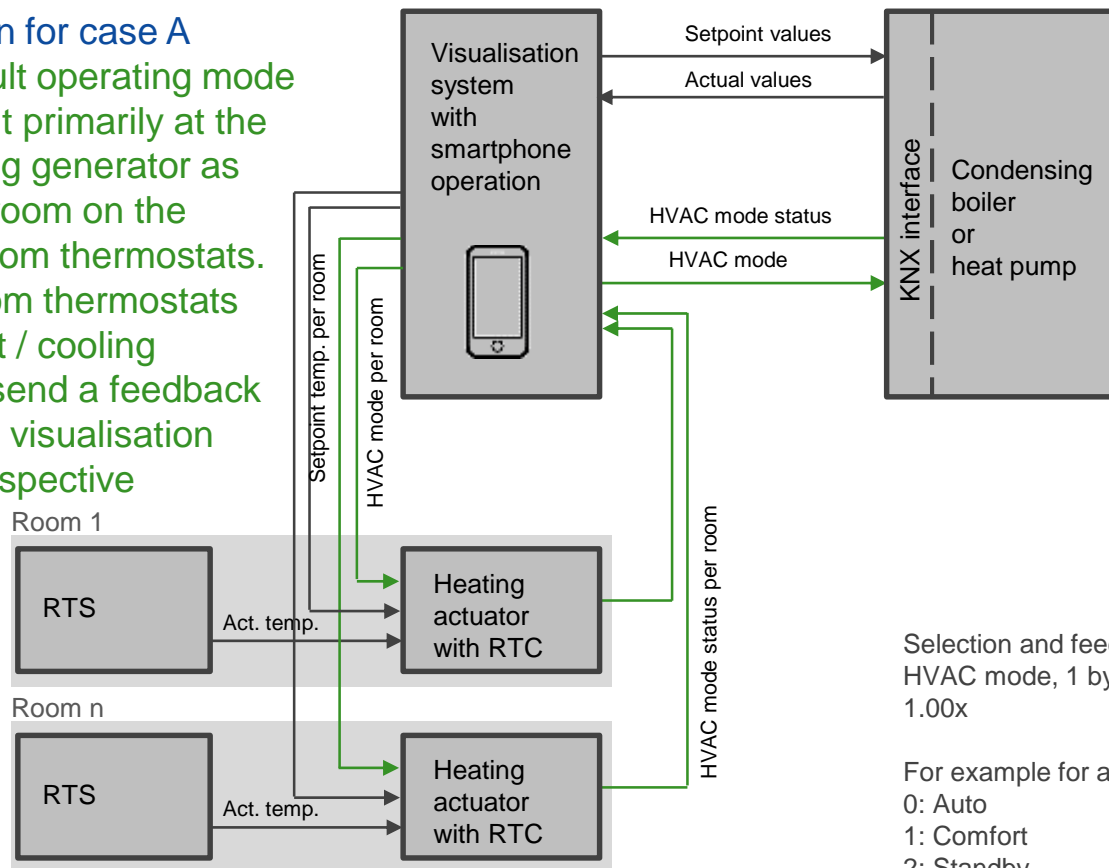 n for case A
ult operating mode
t primarily at the
g generator as
room on the
om thermostats.
om thermostats
t / cooling
send a feedback
visualisation
spective
Visualisation
system
with
smartphone
operation
Setpoint values
Actual values
HVAC mode status
HVAC mode
KNX interface
Condensing
boiler
or
heat pump
Setpoint temp. per room
HVAC mode per room
HVAC mode status per room
Room 1
RTS
Act. temp.
Heating
actuator
with RTC
Room n
RTS
Act. temp.
Heating
actuator
with RTC
Selection and feed
HVAC mode, 1 by
1.00x
For example for a
0: Auto
1: Comfort
2: Standby